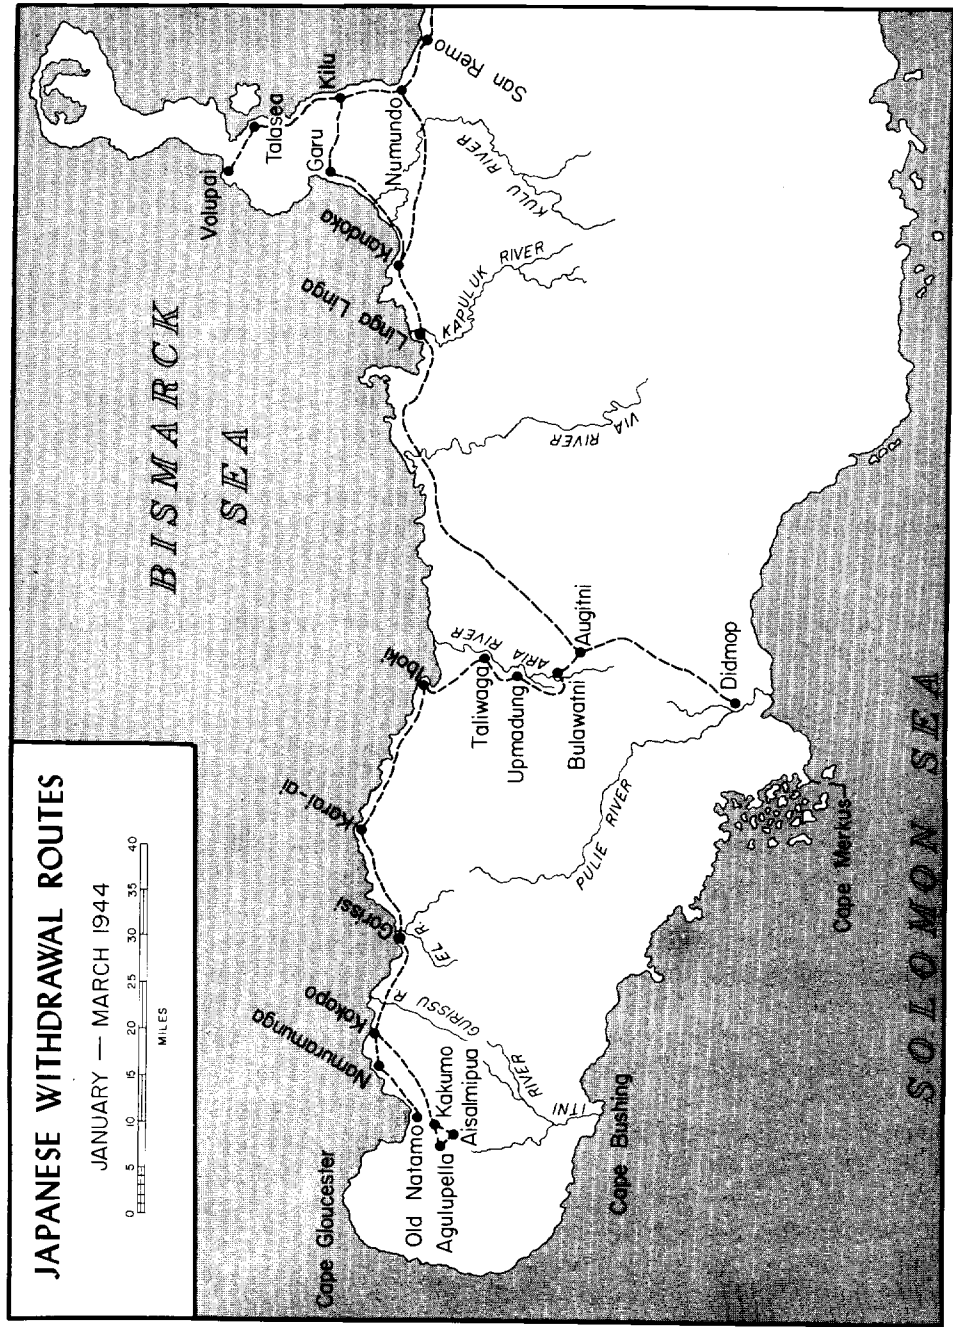 JAPANESE WITHDRAWAL ROUTES
JANUARY — MARCH 1944
0 5 10 15 20 25 30 35 40
MILES
BISMARCK
SEA
Cape Gloucester
Old Natamo
Agulupella
Kakumo
Aisalmipua
Namuramunga
Kokopo
GURISSU R
ITNI
RIVER
Cape Bushing
Gorissi
JEL R.
Karai-ai
Iboki
ARIA
RIVER
Taliwaga
Upmadung
Bulawatni
Augitni
Didmop
PULIE RIVER
Cape Merkus
VIA
RIVER
Linga Linga
KAPULUK RIVER
Kandoka
KULU
RIVER
Numundo
Garu
Kilu
Volupai
Talasea
San Remo
SOLOMON SEA